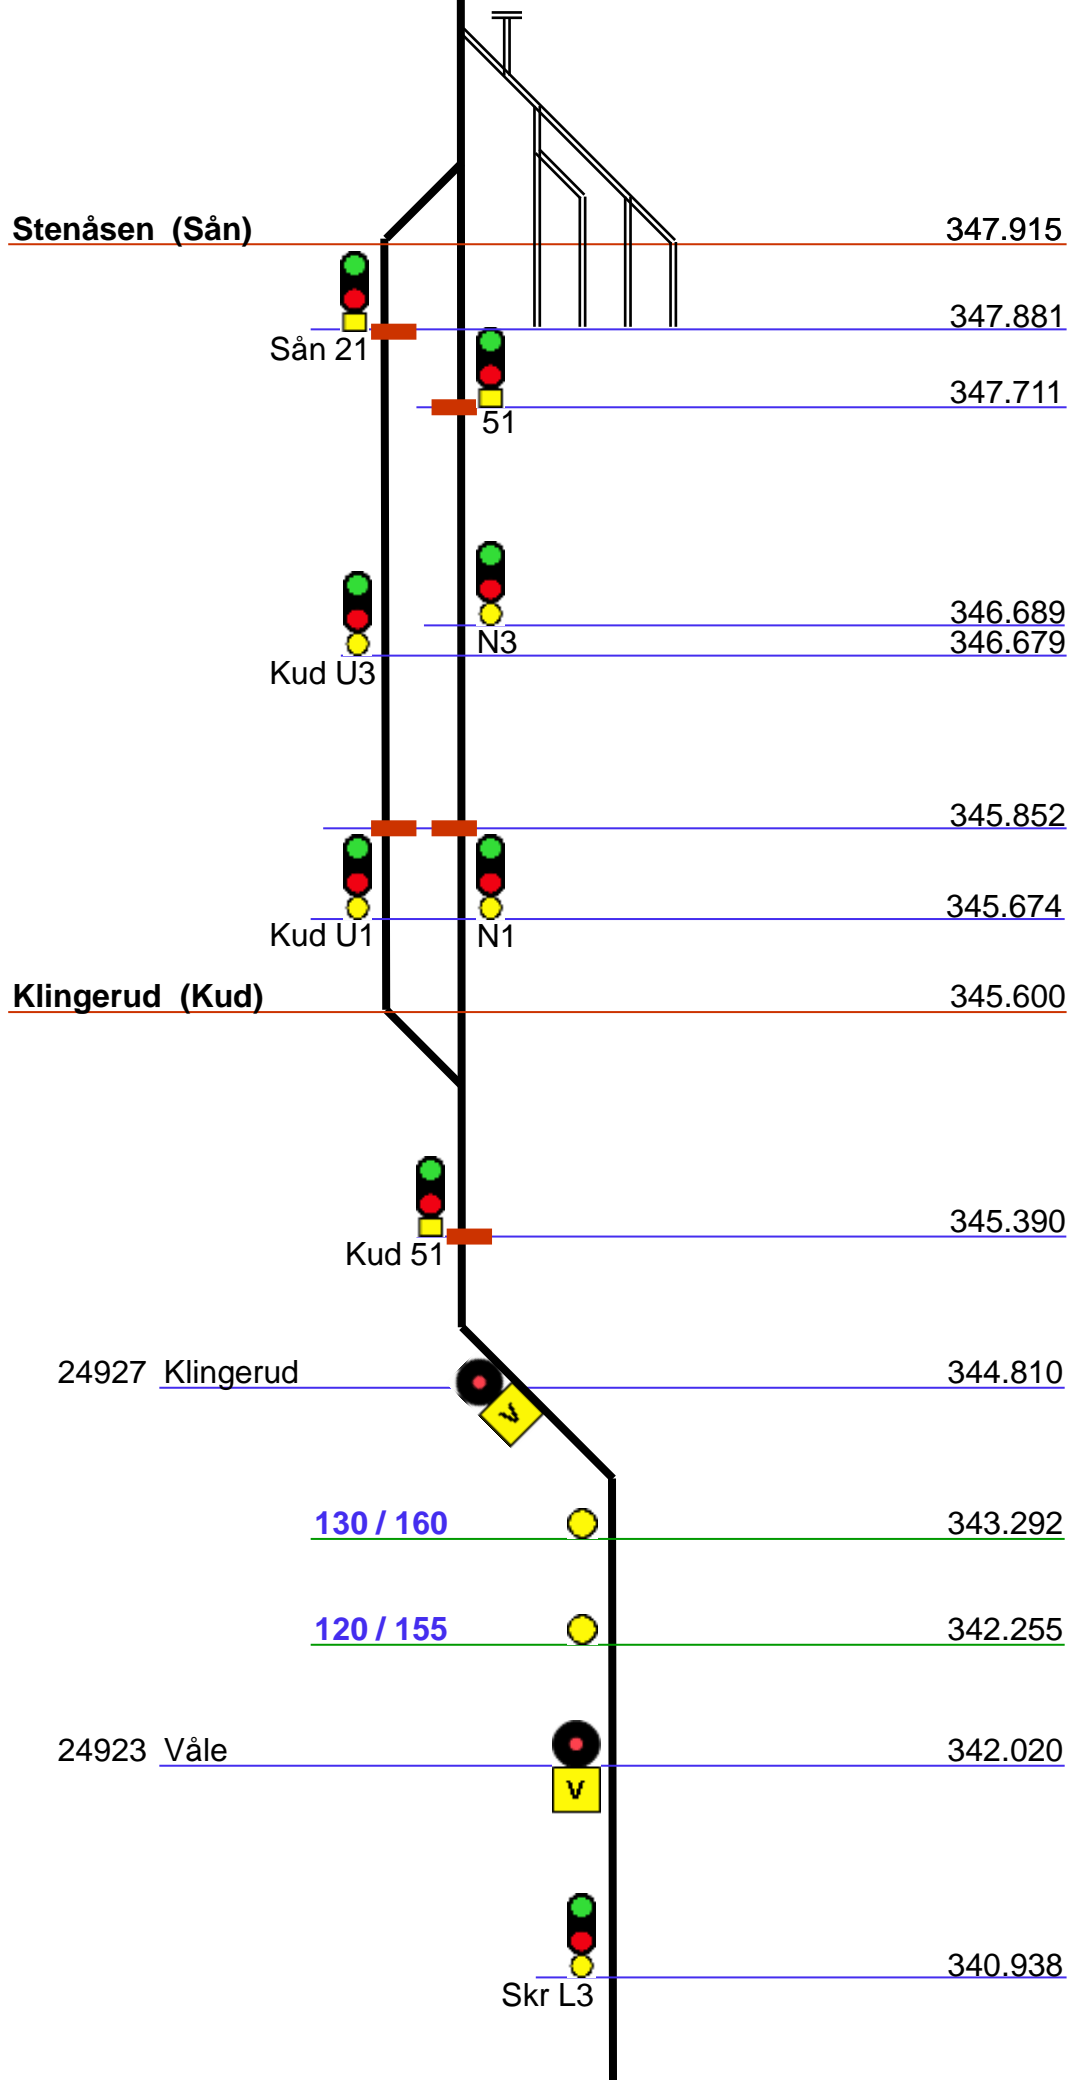 Stenåsen (Sån) 347.915
347.881
Sån 21
347.711
51
346.689
N3 346.679
Kud U3
345.852
345.674
Kud U1 N1
Klingerud (Kud) 345.600
345.390
Kud 51
24927 Klingerud 344.810
V
130 / 160 343.292
120 / 155 342.255
24923 Våle 342.020
V
340.938
Skr L3